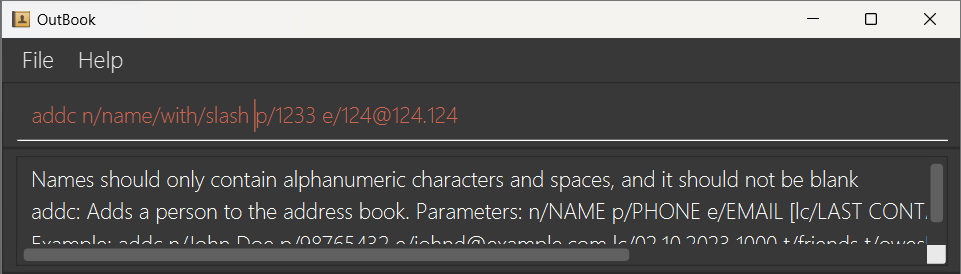 OutBook
File Help
addc n/name/with/slash p/1233 e/124@124.124
Names should only contain alphanumeric characters and spaces, and it should not be blank
addc: Adds a person to the address book. Parameters: n/NAME p/PHONE e/EMAIL [lc/LAST CONTA
Example: addc n/John Doe p/98765432 e/johnd@example.com lc/02.10.2023 1000 t/friends t/owes